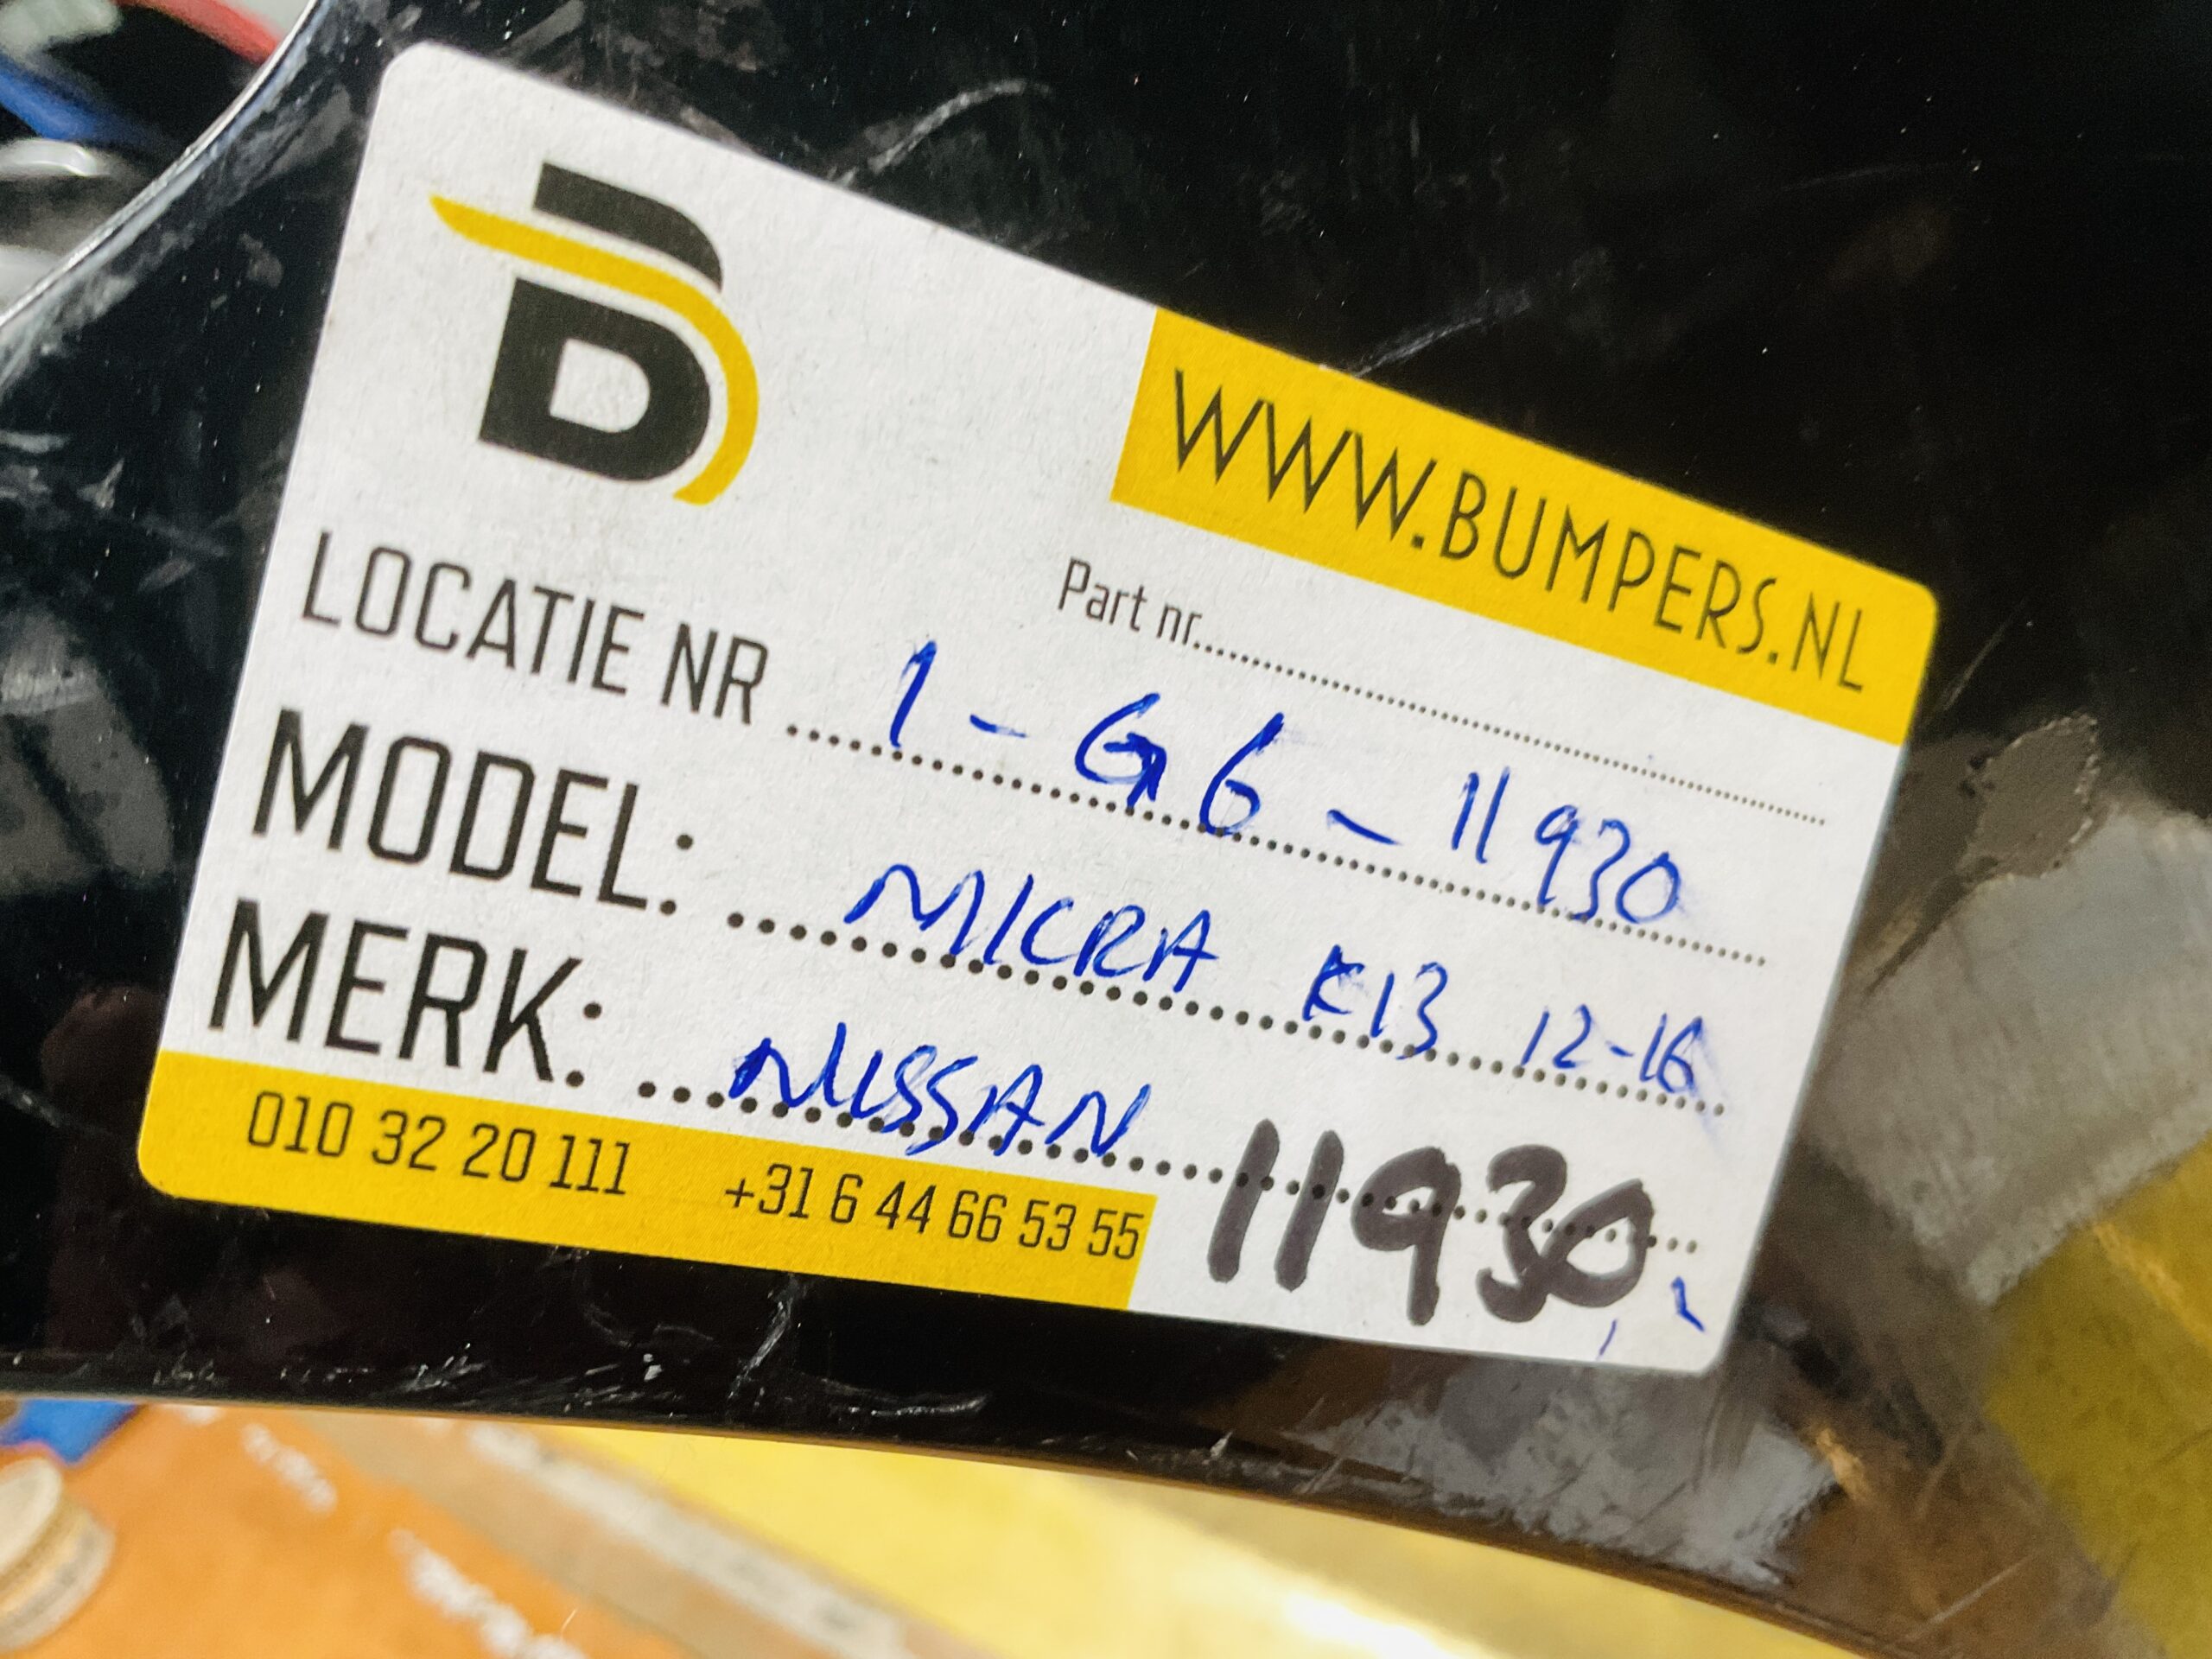 B
WWW.BUMPERS.NL
Part nr....................
LOCATIE NR .... 1 - G6 - 11930
MODEL: ... MICRA K13 12-16
MERK: ... NISSAN
11930
010 32 20 111 +31 6 44 66 53 55